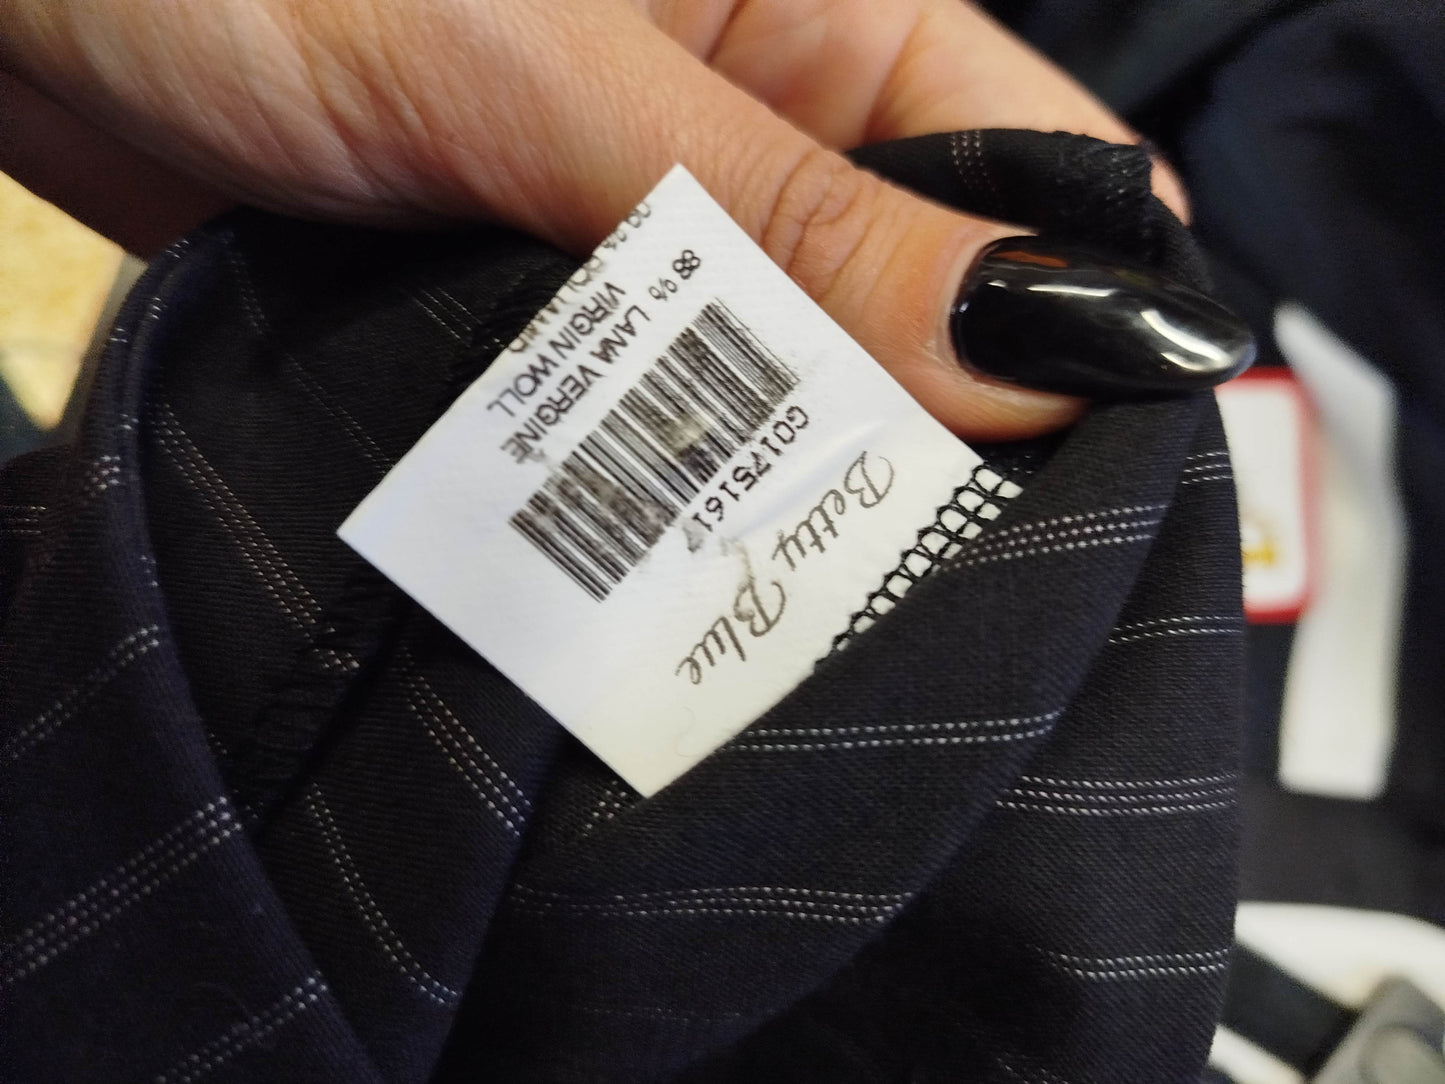 Betty Blue
G0175161
88 % LANA VERGINE
VIRGIN WOLL